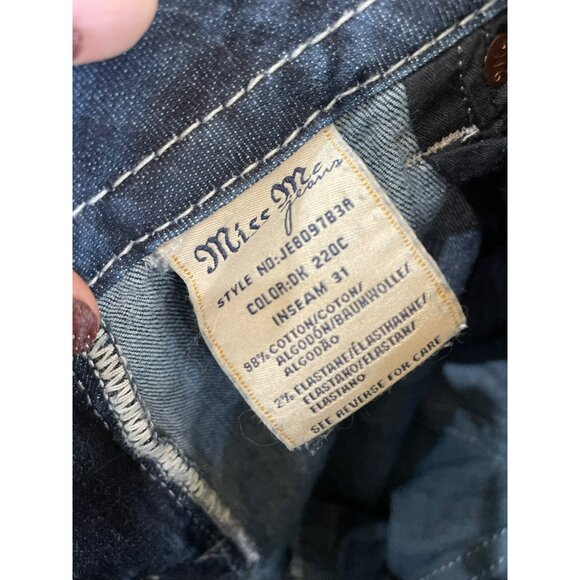 Miss Me
jeans
STYLE NO:JE8097B3R
COLOR:DK 220C
INSEAM 31
98% COTTON/COTON/
ALGODÓN/BAUMWOLLE/
ALGODÃO
2% ELASTANE/ÉLASTHANNE/
ELASTANO/ELASTAN/
ELASTANO
SEE REVERSE FOR CARE